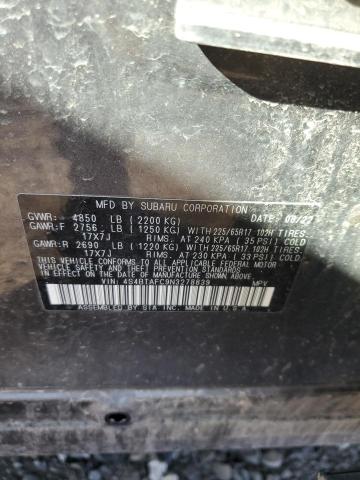 MFD BY SUBARU CORPORATION
GVWR: 4850 LB (2200 KG) DATE: 09/22
GAWR:F 2756 LB (1250 KG) WITH 225/65R17 102H TIRES,
17X7J RIMS. AT 240 KPA (35 PSI) COLD
GAWR:R 2690 LB (1220 KG) WITH 225/65R17 102H TIRES,
17X7J RIMS. AT 230 KPA (33 PSI) COLD
THIS VEHICLE CONFORMS TO ALL APPLICABLE FEDERAL MOTOR
VEHICLE SAFETY AND THEFT PREVENTION STANDARDS IN EFFECT
ON THE DATE OF MANUFACTURE SHOWN ABOVE.
VIN: 4S4BTAFC9N3278839 MPV
ASSEMBLED BY SIA, INC. MADE IN U.S.A.